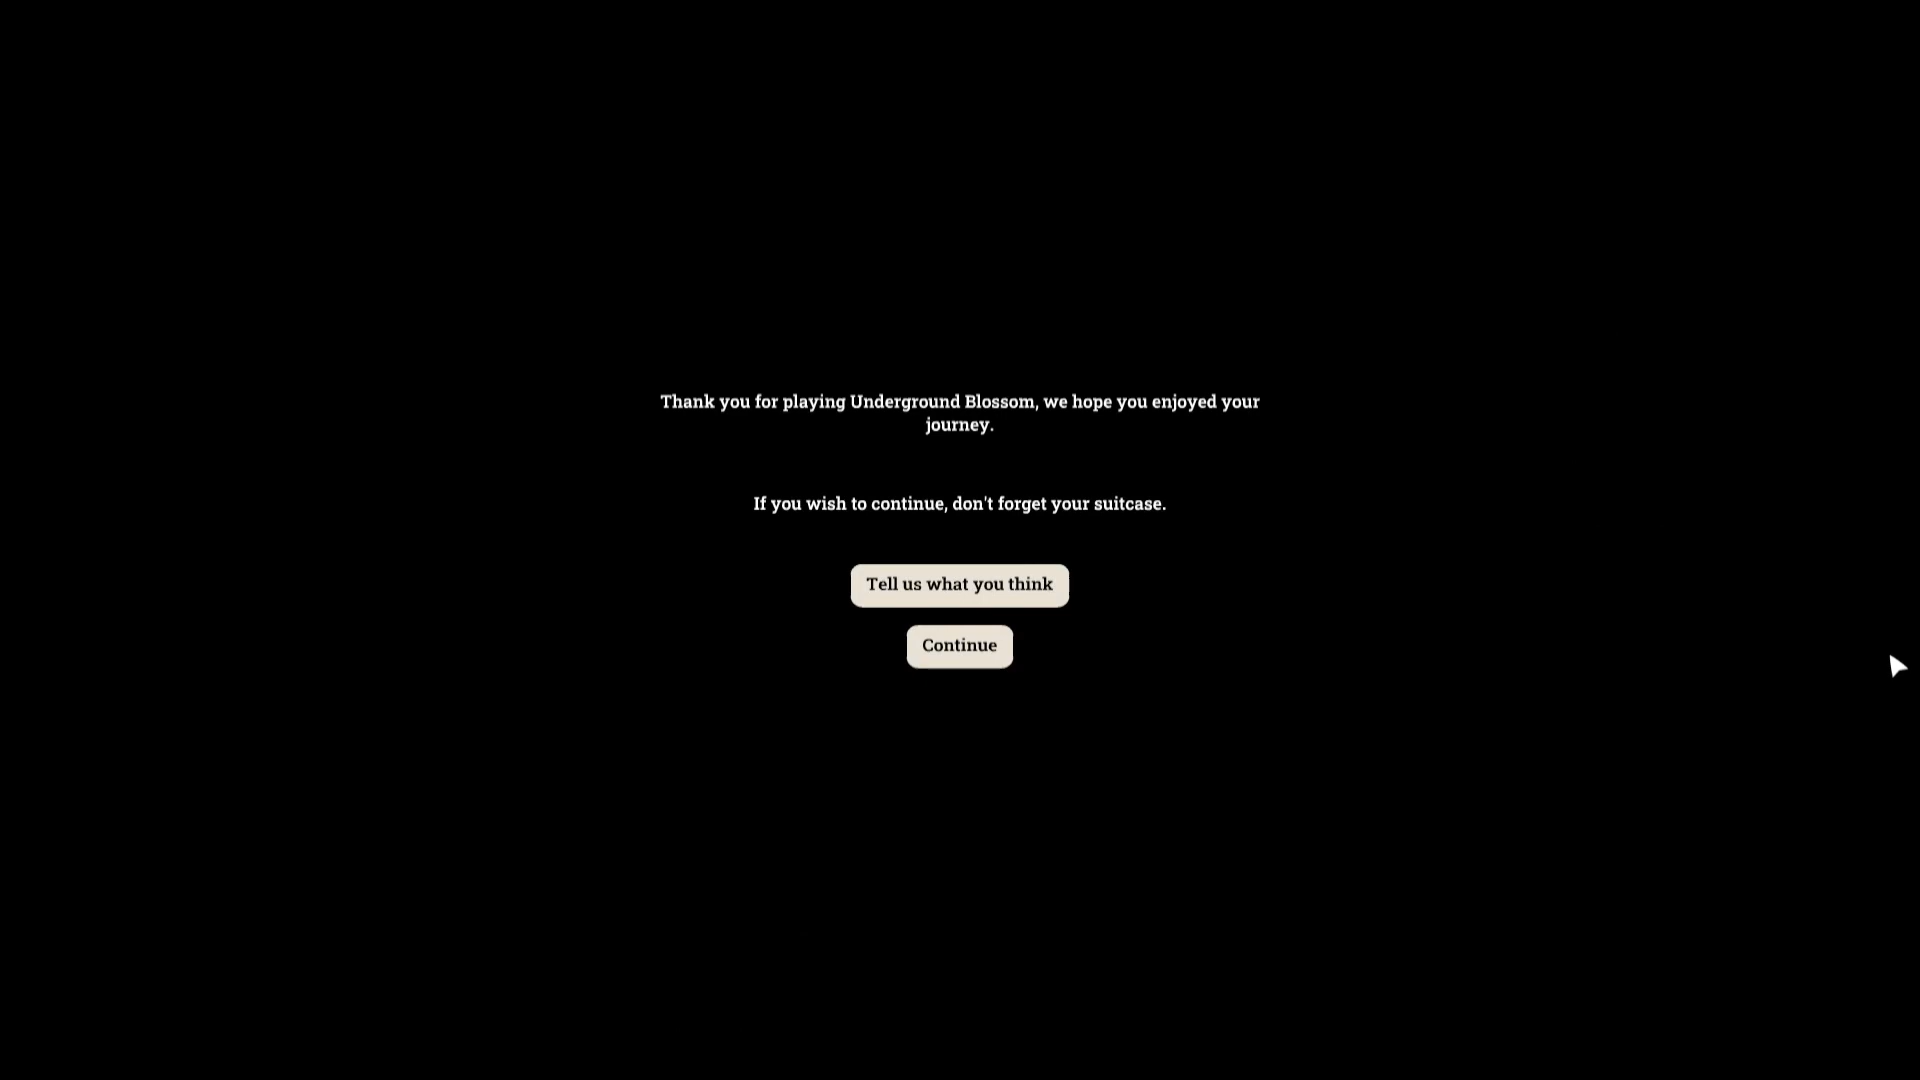 Thank you for playing Underground Blossom, we hope you enjoyed your
journey.
If you wish to continue, don't forget your suitcase.
Tell us what you think
Continue